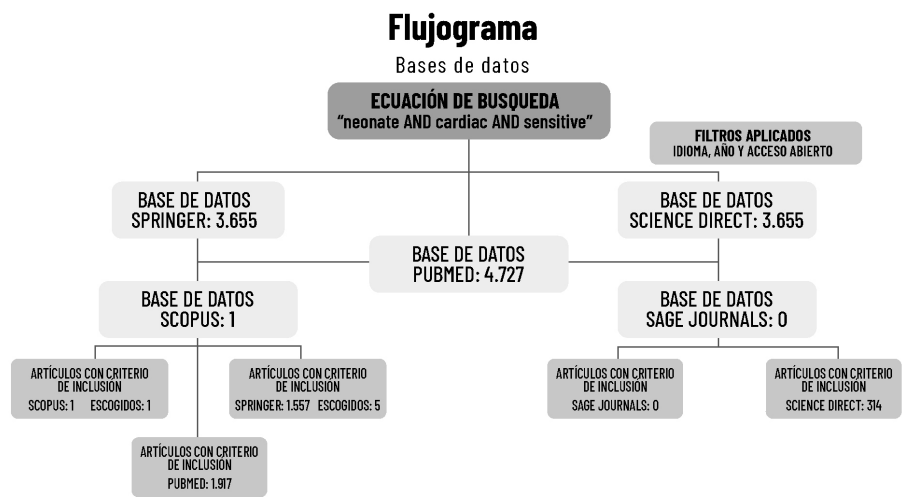 Flujograma
Bases de datos
ECUACIÓN DE BUSQUEDA
“neonate AND cardiac AND sensitive”
FILTROS APLICADOS
IDIOMA, AÑO Y ACCESO ABIERTO
BASE DE DATOS
SPRINGER: 3.655
BASE DE DATOS
SCIENCE DIRECT: 3.655
BASE DE DATOS
PUBMED: 4.727
BASE DE DATOS
SCOPUS: 1
BASE DE DATOS
SAGE JOURNALS: 0
ARTÍCULOS CON CRITERIO
DE INCLUSIÓN
SCOPUS: 1 ESCOGIDOS: 1
ARTÍCULOS CON CRITERIO
DE INCLUSIÓN
SPRINGER: 1.557 ESCOGIDOS: 5
ARTÍCULOS CON CRITERIO
DE INCLUSIÓN
SAGE JOURNALS: 0
ARTÍCULOS CON CRITERIO
DE INCLUSIÓN
SCIENCE DIRECT: 314
ARTÍCULOS CON CRITERIO
DE INCLUSIÓN
PUBMED: 1.917